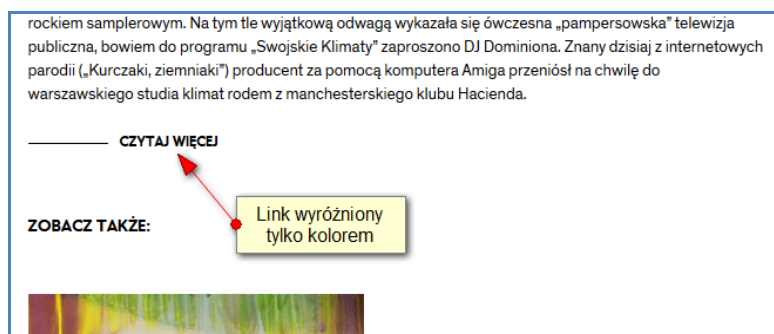 rockiem samplerowym. Na tym tle wyjątkową odwagą wykazała się ówczesna „pampersowska” telewizja
publiczna, bowiem do programu „Swojskie Klimaty” zaproszono DJ Dominiona. Znany dzisiaj z internetowych
parodii („Kurczaki, ziemniaki”) producent za pomocą komputera Amiga przeniósł na chwilę do
warszawskiego studia klimat rodem z manchesterskiego klubu Hacienda.
CZYTAJ WIĘCEJ
Link wyróżniony
tylko kolorem
ZOBACZ TAKŻE: